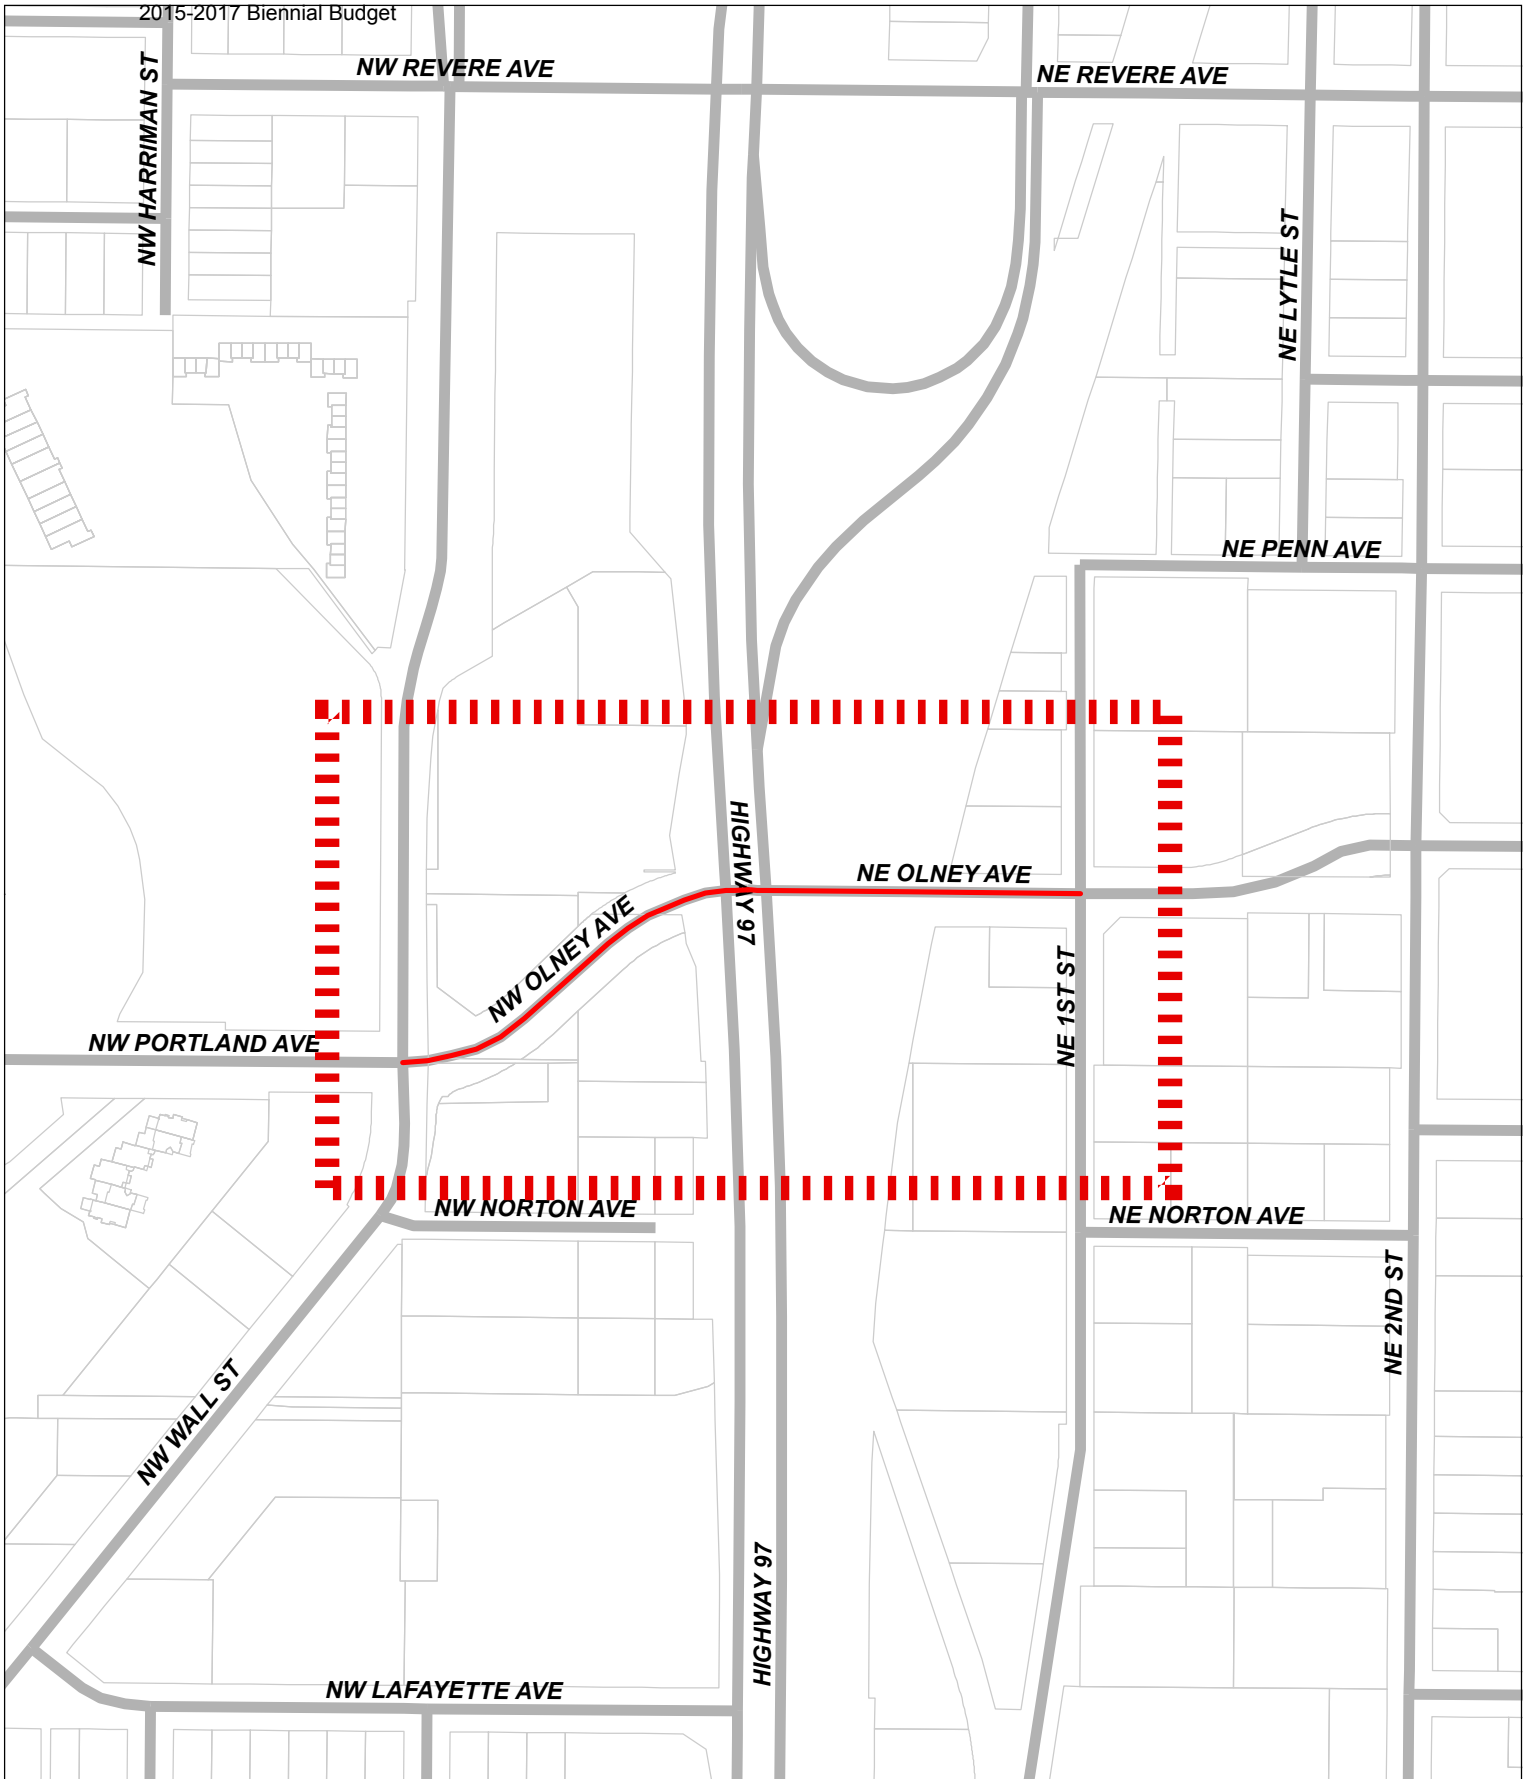 2015-2017 Biennial Budget
NW REVERE AVE
NE REVERE AVE
NW HARRIMAN ST
NE LYTLE ST
NE PENN AVE
HIGHWAY 97
NE OLNEY AVE
NW OLNEY AVE
NE 1ST ST
NW PORTLAND AVE
NW NORTON AVE
NE NORTON AVE
NE 2ND ST
NW WALL ST
HIGHWAY 97
NW LAFAYETTE AVE